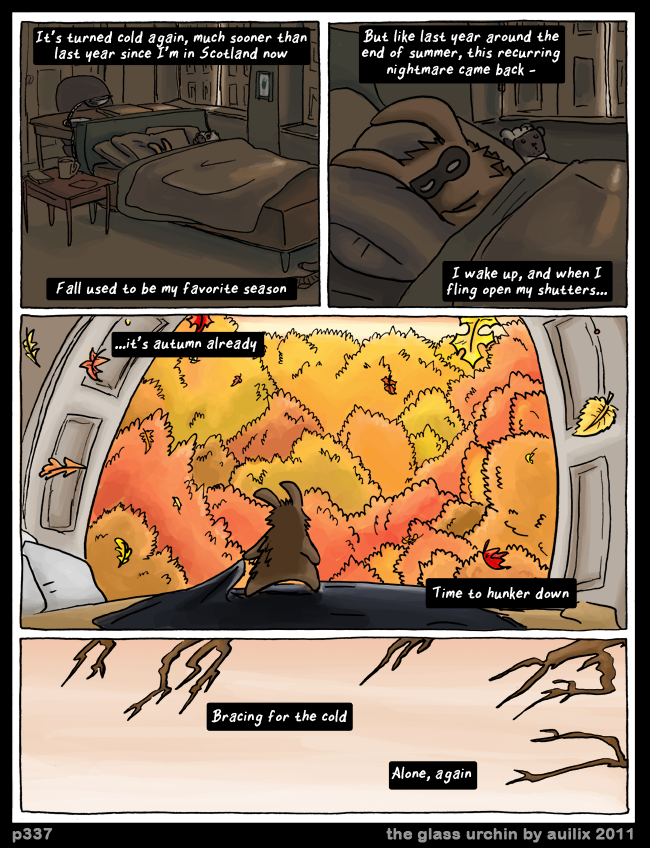 It's turned cold again, much sooner than
last year since I'm in Scotland now
Fall used to be my favorite season
But like last year around the
end of summer, this recurring
nightmare came back -
I wake up, and when I
fling open my shutters...
...it's autumn already
Time to hunker down
Bracing for the cold
Alone, again
p337
the glass urchin by auilix 2011